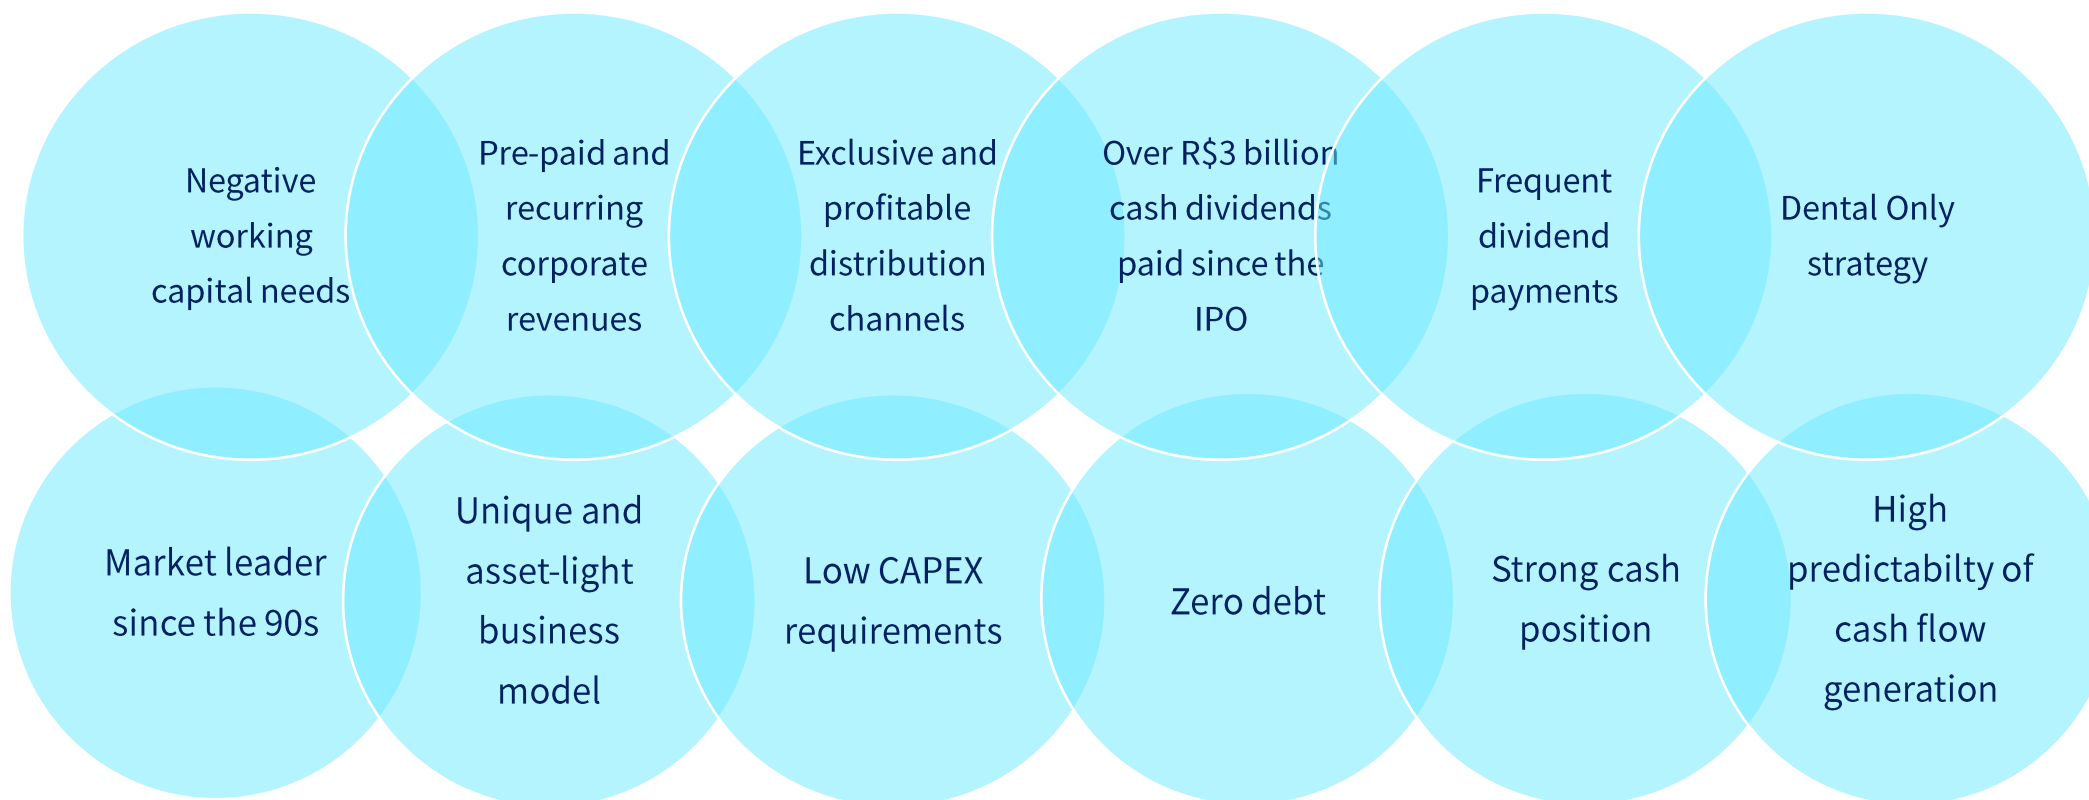 Negative
working
capital needs
Pre-paid and
recurring
corporate
revenues
Exclusive and
profitable
distribution
channels
Over R$3 billion
cash dividends
paid since the
IPO
Frequent
dividend
payments
Dental Only
strategy
Market leader
since the 90s
Unique and
asset-light
business
model
Low CAPEX
requirements
Zero debt
Strong cash
position
High
predictabilty of
cash flow
generation